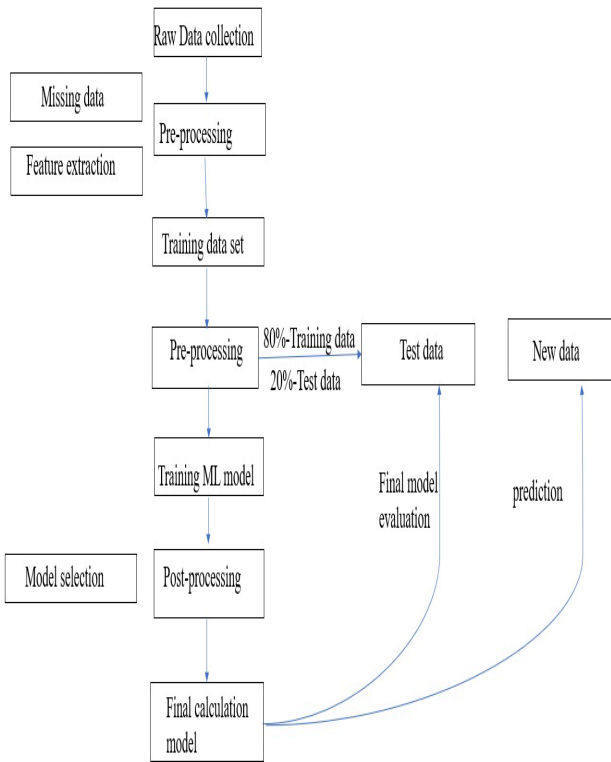 Raw Data collection
Missing data
Pre-processing
Feature extraction
Training data set
Pre-processing
80%-Training data
20%-Test data
Test data
New data
Training ML model
Final model
evaluation
prediction
Model selection
Post-processing
Final calculation
model